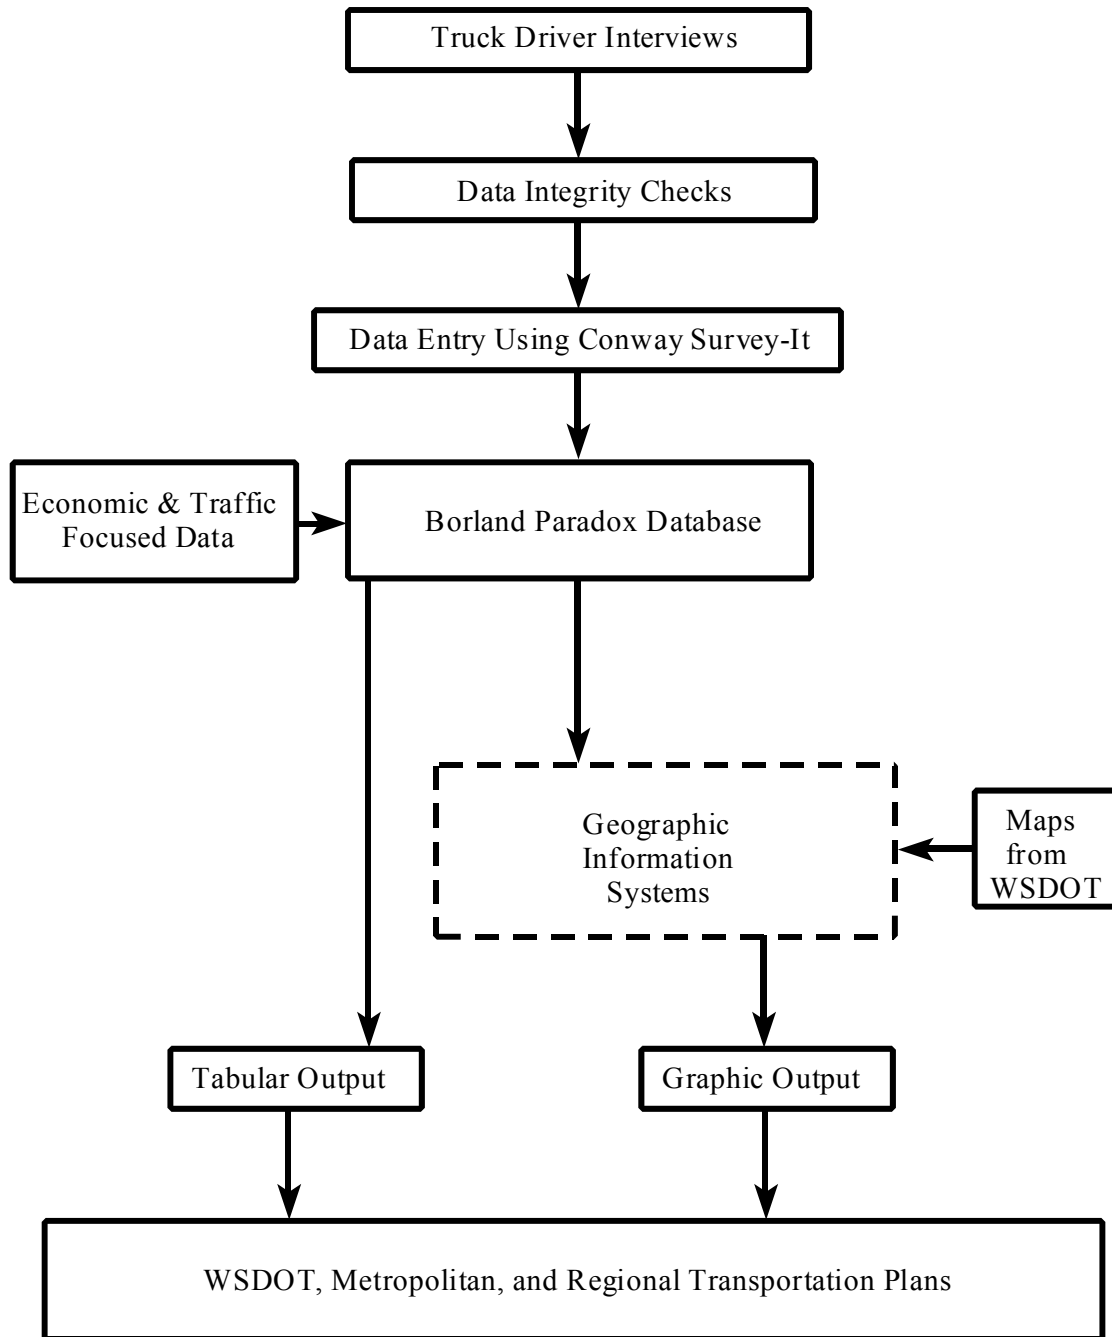 Truck Driver Interviews
Data Integrity Checks
Data Entry Using Conway Survey-It
Economic & Traffic
Focused Data
Borland Paradox Database
Geographic
Information
Systems
Maps
from
WSDOT
Tabular Output
Graphic Output
WSDOT, Metropolitan, and Regional Transportation Plans